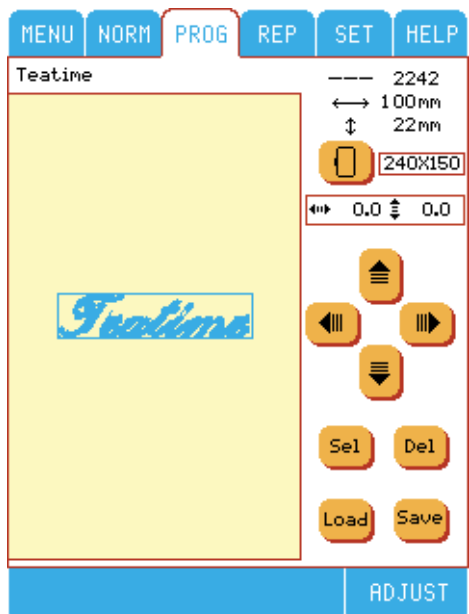 MENU NORM PROG REP SET HELP
Teatime
--- 2242
100mm
22mm
240X150
0.0 0.0
Teatime
Sel Del
Load Save
ADJUST